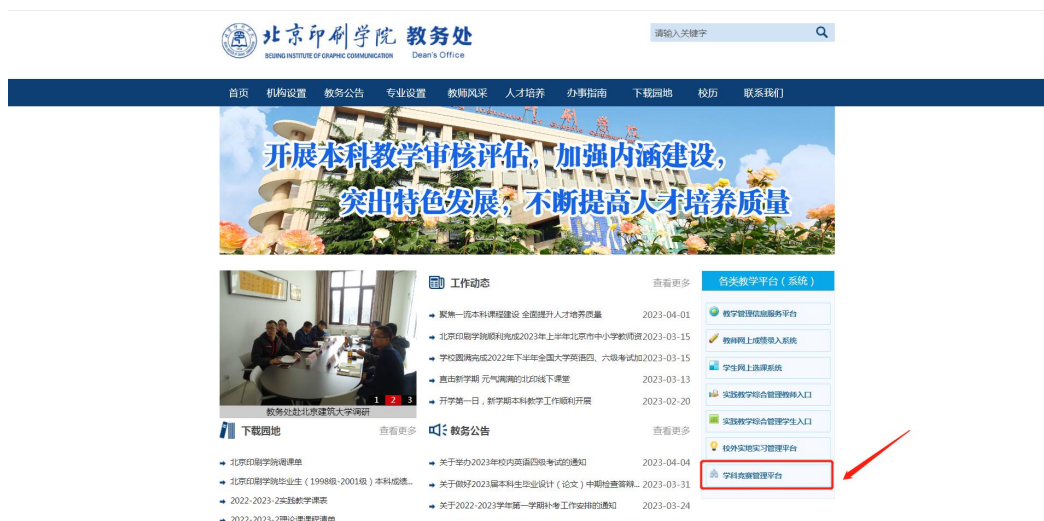 北京印刷学院 教务处
BEIJING INSTITUTE OF GRAPHIC COMMUNICATION Dean's Office
请输入关键字
首页 机构设置 教务公告 专业设置 教师风采 人才培养 办事指南 下载园地 校历 联系我们
开展本科教学审核评估，加强内涵建设，
突出特色发展，不断提高人才培养质量
1 2 3
教务处赴北京建筑大学调研
工作动态 查看更多
聚焦一流本科课程建设 全面提升人才培养质量 2023-04-01
北京印刷学院顺利完成2023年上半年北京市中小学教师资 2023-03-15
学校圆满完成2022年下半年全国大学英语四、六级考试加 2023-03-15
直击新学期 元气满满的北印线下课堂 2023-03-13
开学第一日，新学期本科教学工作顺利开展 2023-02-20
下载园地 查看更多
北京印刷学院调课单
北京印刷学院毕业生（1998级-2001级）本科成绩...
2022-2023-2实践教学课表
2022-2023-2理论课课程清单
教务公告 查看更多
关于举办2023年校内英语四级考试的通知 2023-04-04
关于做好2023届本科生毕业设计（论文）中期检查答辩... 2023-03-31
关于2022-2023学年第一学期补考工作安排的通知 2023-03-24
各类教学平台（系统）
教学管理信息服务平台
教师网上成绩录入系统
学生网上选课系统
实践教学综合管理教师入口
实践教学综合管理学生入口
校外实地实习管理平台
学科竞赛管理平台